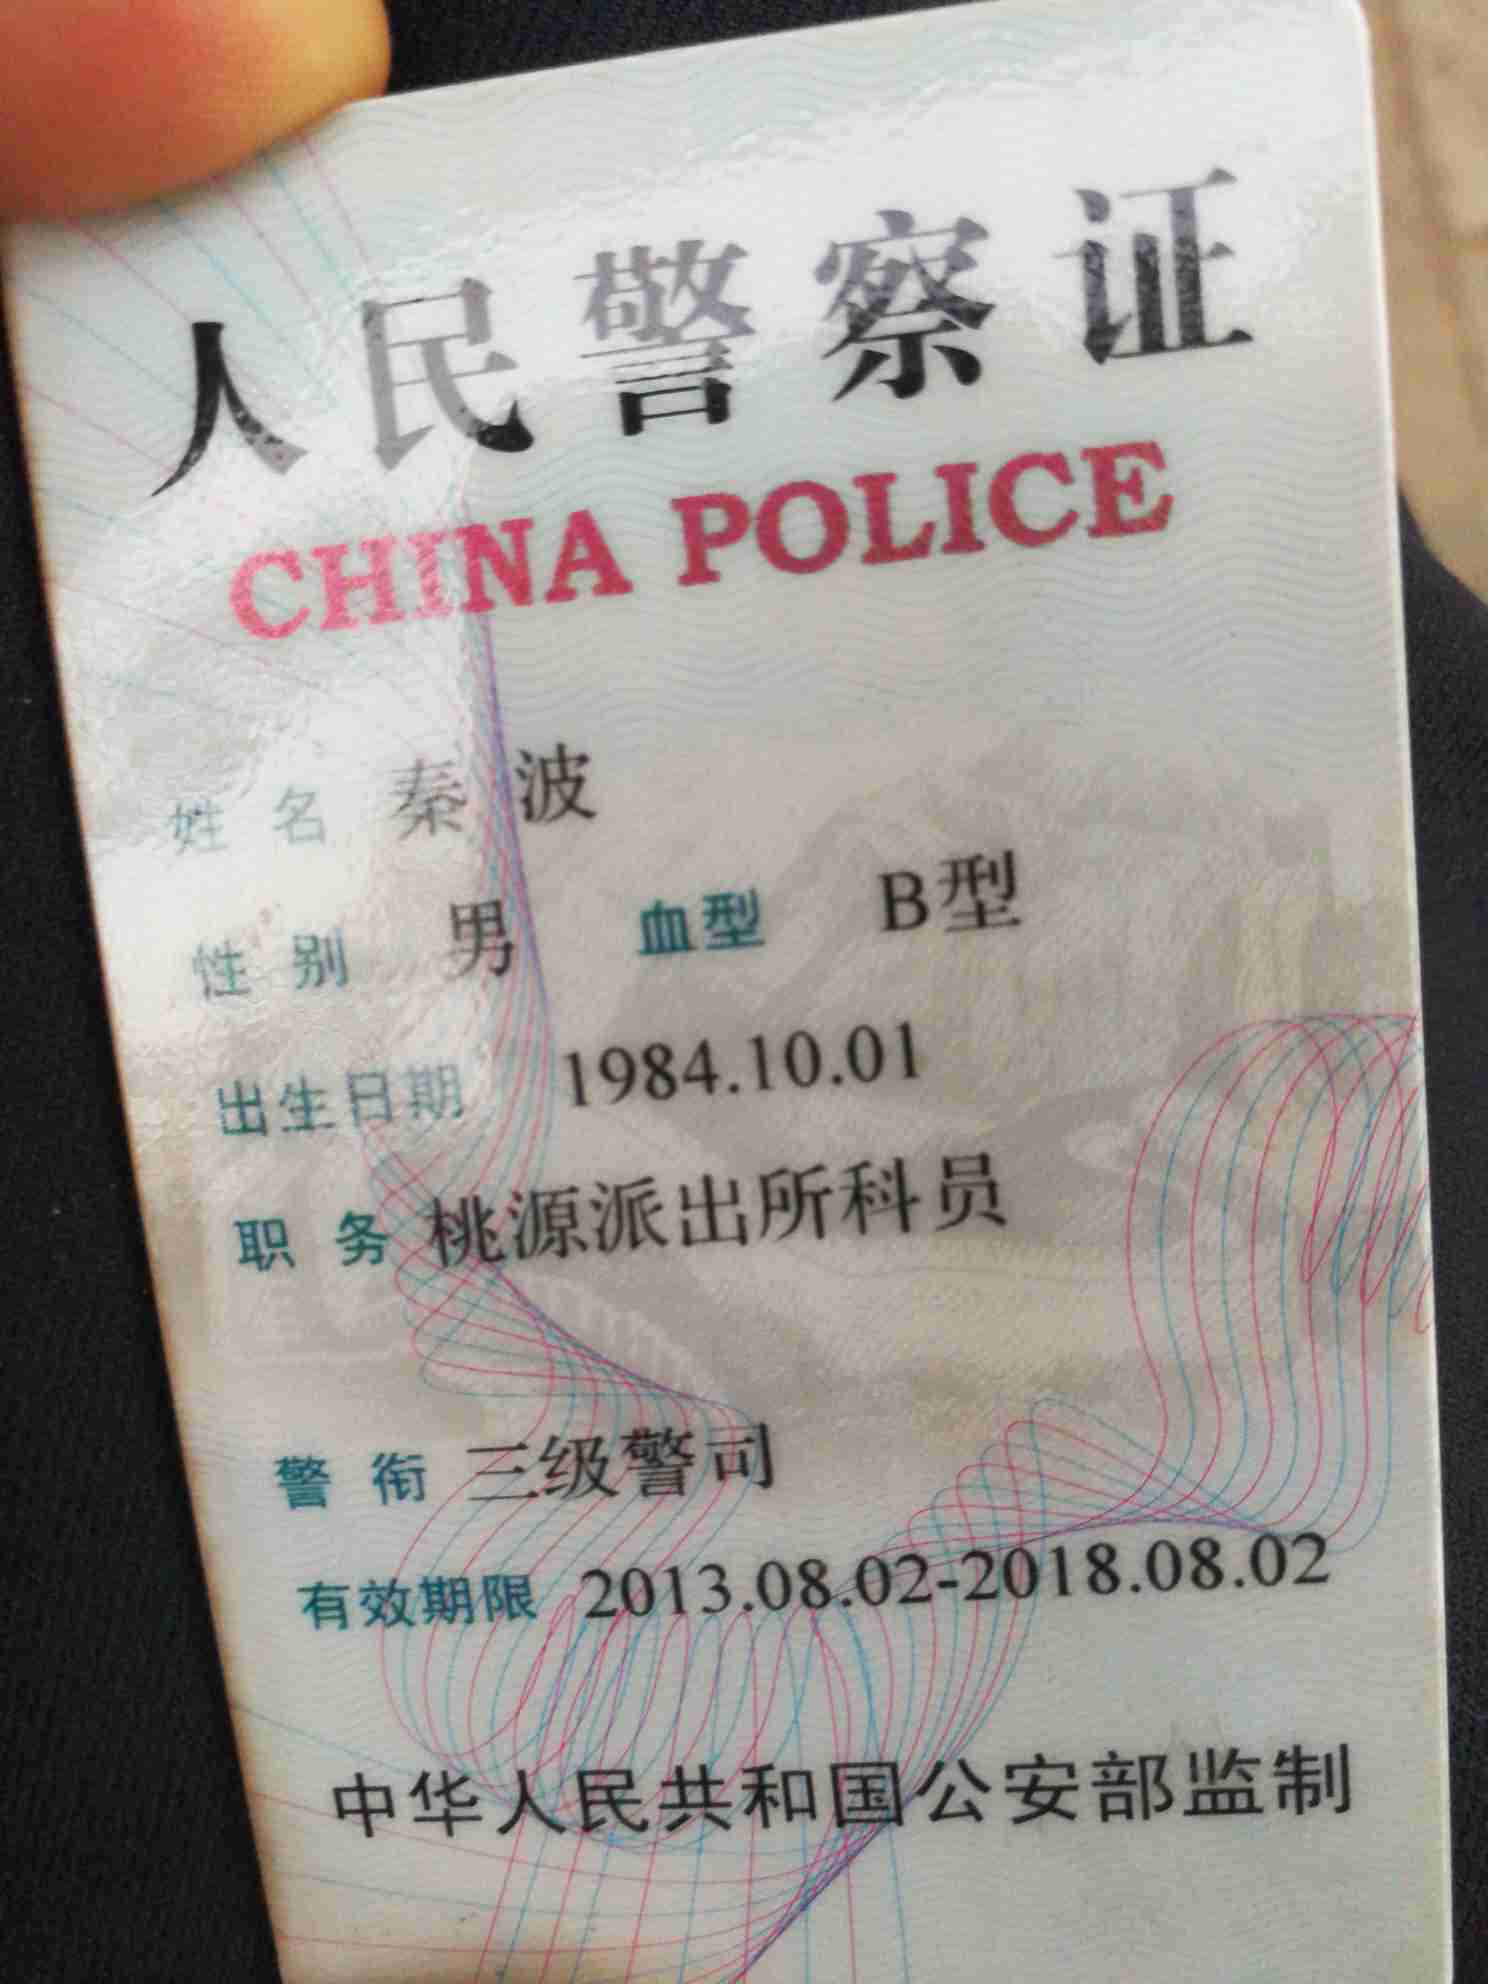 人民警察证
CHINA POLICE
姓名 秦波
性别 男 血型 B型
出生日期 1984.10.01
职务 桃源派出所科员
警衔 三级警司
有效期限 2013.08.02-2018.08.02
中华人民共和国公安部监制